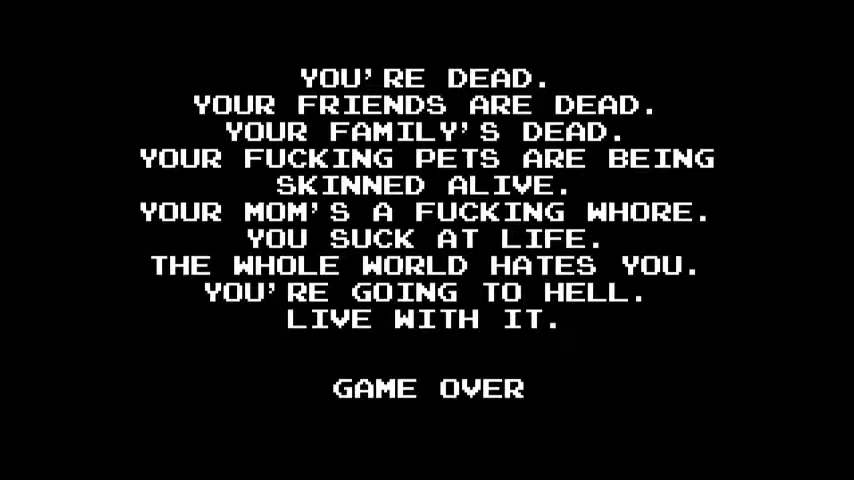 YOU'RE DEAD.
YOUR FRIENDS ARE DEAD.
YOUR FAMILY'S DEAD.
YOUR FUCKING PETS ARE BEING
SKINNED ALIVE.
YOUR MOM'S A FUCKING WHORE.
YOU SUCK AT LIFE.
THE WHOLE WORLD HATES YOU.
YOU'RE GOING TO HELL.
LIVE WITH IT.
GAME OVER